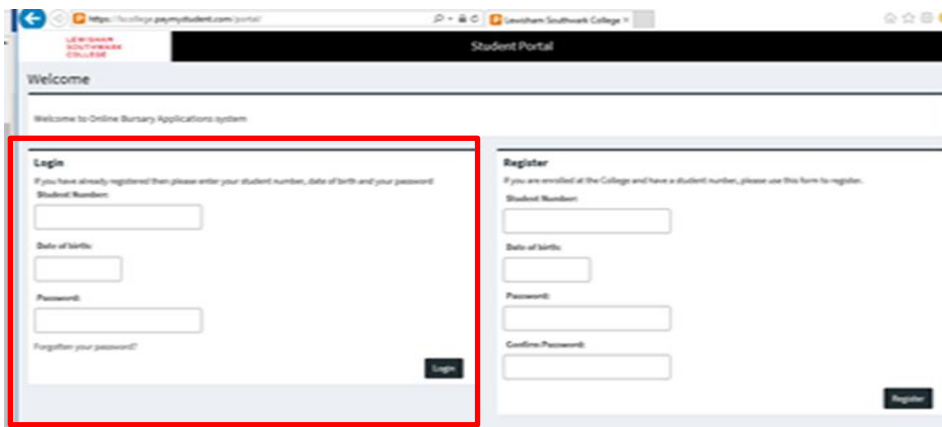 https://lscollege.paymystudent.com/portal/
Lewisham Southwark College
LEWISHAM
SOUTHWARK
COLLEGE
Student Portal
Welcome
Welcome to Online Bursary Applications system
Login
If you have already registered then please enter your student number, date of birth and your password
Student Number:
Date of birth:
Password:
Forgotten your password?
Login
Register
If you are enrolled at the College and have a student number, please use this form to register.
Student Number:
Date of birth:
Password:
Confirm Password:
Register